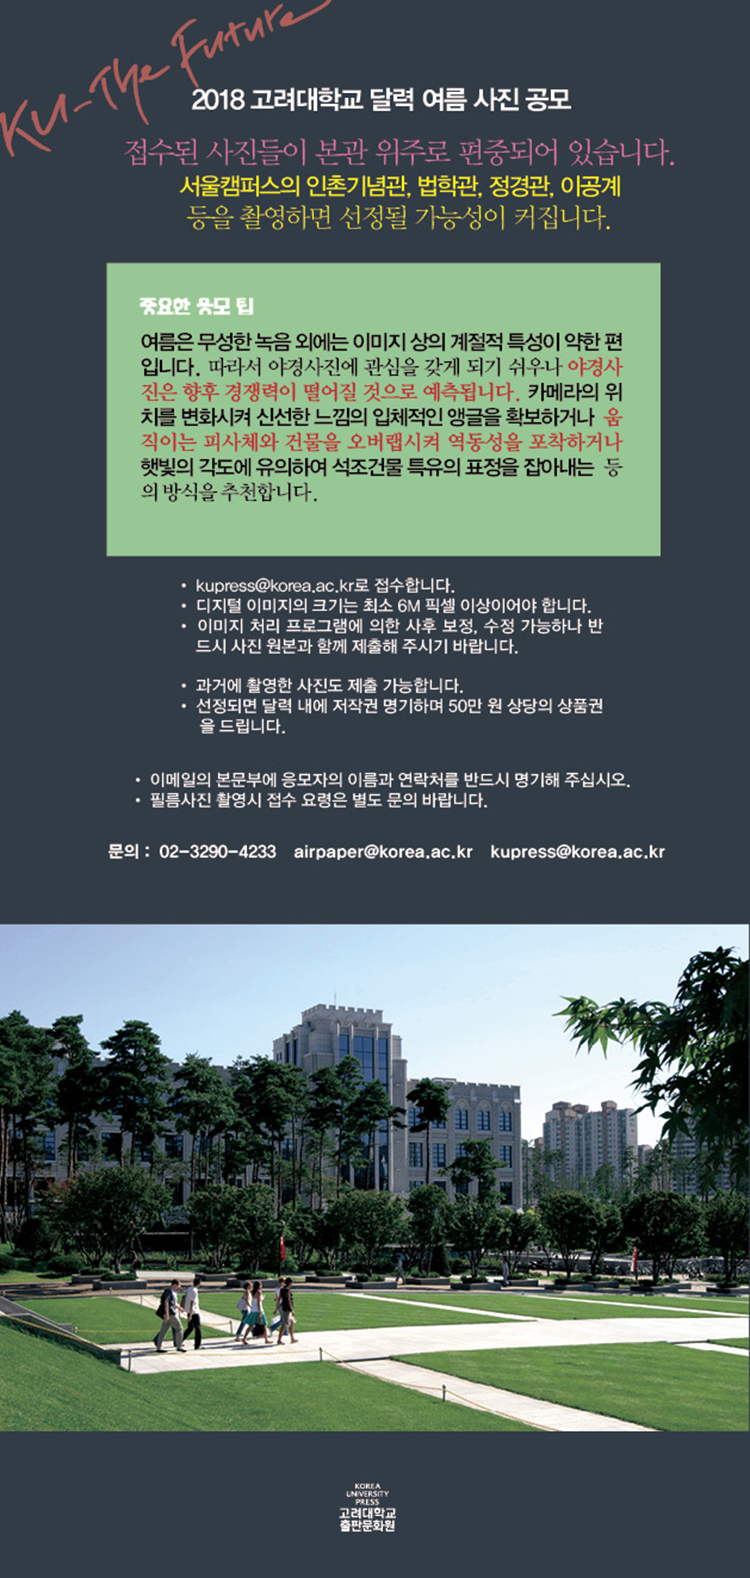 KU-The Future
2018 고려대학교 달력 여름 사진 공모
접수된 사진들이 본관 위주로 편중되어 있습니다.
서울캠퍼스의 인촌기념관, 법학관, 정경관, 이공계
등을 촬영하면 선정될 가능성이 커집니다.
중요한 응모 팁
여름은 무성한 녹음 외에는 이미지 상의 계절적 특성이 약한 편
입니다. 따라서 야경사진에 관심을 갖게 되기 쉬우나 야경사
진은 향후 경쟁력이 떨어질 것으로 예측됩니다. 카메라의 위
치를 변화시켜 신선한 느낌의 입체적인 앵글을 확보하거나 움
직이는 피사체와 건물을 오버랩시켜 역동성을 포착하거나
햇빛의 각도에 유의하여 석조건물 특유의 표정을 잡아내는 등
의 방식을 추천합니다.
• kupress@korea.ac.kr로 접수합니다.
• 디지털 이미지의 크기는 최소 6M 픽셀 이상이어야 합니다.
• 이미지 처리 프로그램에 의한 사후 보정, 수정 가능하나 반
드시 사진 원본과 함께 제출해 주시기 바랍니다.
• 과거에 촬영한 사진도 제출 가능합니다.
• 선정되면 달력 내에 저작권 명기하며 50만 원 상당의 상품권
을 드립니다.
• 이메일의 본문부에 응모자의 이름과 연락처를 반드시 명기해 주십시오.
• 필름사진 촬영시 접수 요령은 별도 문의 바랍니다.
문의 : 02-3290-4233 airpaper@korea.ac.kr kupress@korea.ac.kr
KOREA
UNIVERSITY
PRESS
고려대학교
출판문화원